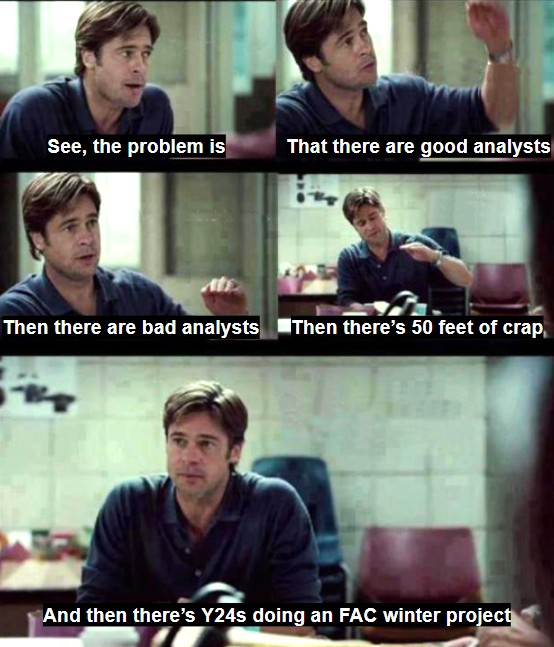 See, the problem is
That there are good analysts
Then there are bad analysts
Then there’s 50 feet of crap
And then there’s Y24s doing an FAC winter project